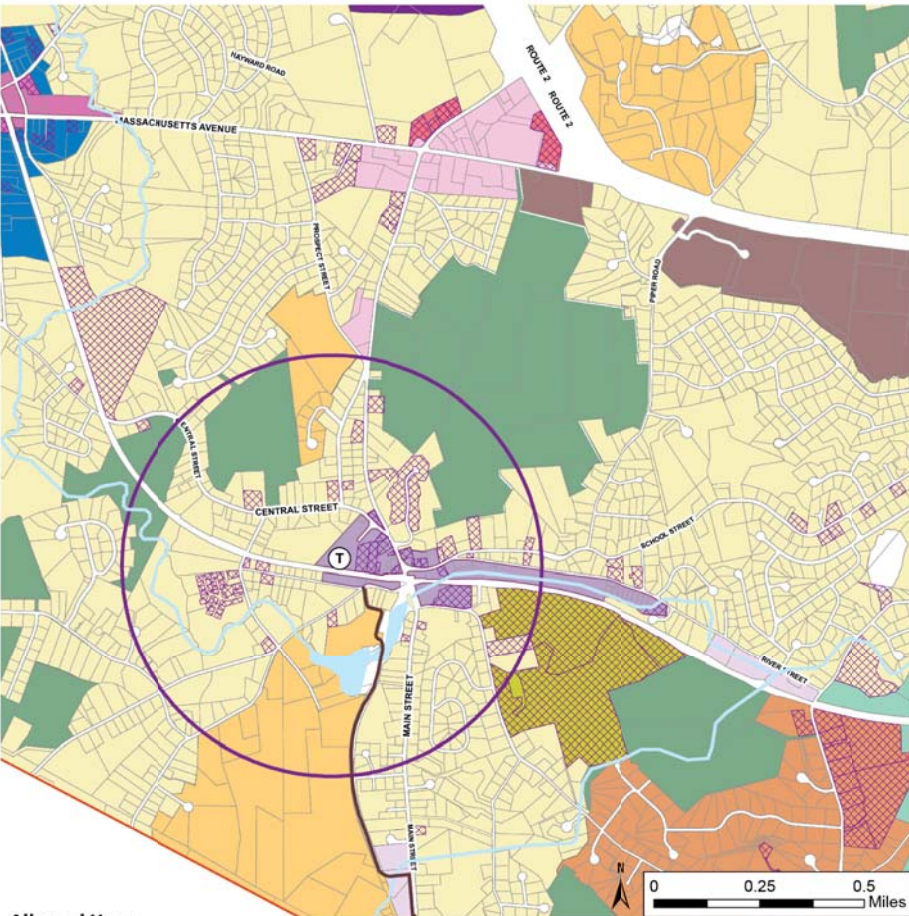 HAYWARD ROAD
ROUTE 2
ROUTE 2
MASSACHUSETTS AVENUE
PROSPECT STREET
PIPER ROAD
CENTRAL STREET
CENTRAL STREET
SCHOOL STREET
T
RIVER STREET
MAIN STREET
MAIN STREET
N
0 0.25 0.5
Miles